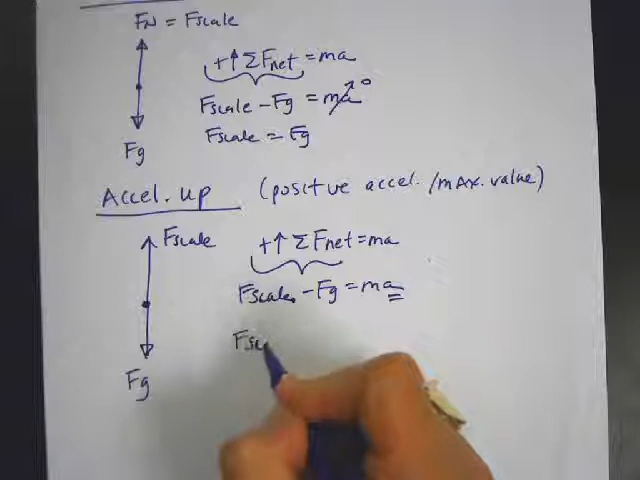 FN = Fscale
+↑ ΣFnet = ma
Fscale - Fg = ma↗0
Fscale = Fg
Fg
Accel. up (positive accel. /max. value)
Fscale
+↑ ΣFnet = ma
Fscale - Fg = ma
Fsc
Fg